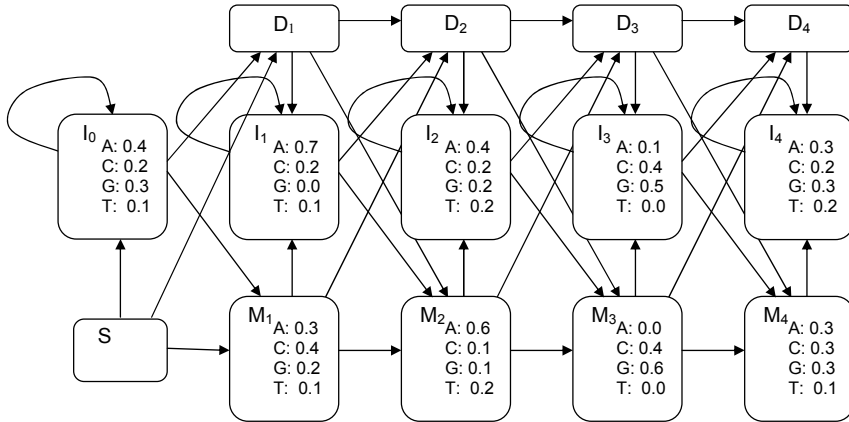 D1
D2
D3
D4
I0
A: 0.4
C: 0.2
G: 0.3
T: 0.1
I1
A: 0.7
C: 0.2
G: 0.0
T: 0.1
I2
A: 0.4
C: 0.2
G: 0.2
T: 0.2
I3
A: 0.1
C: 0.4
G: 0.5
T: 0.0
I4
A: 0.3
C: 0.2
G: 0.3
T: 0.2
S
M1
A: 0.3
C: 0.4
G: 0.2
T: 0.1
M2
A: 0.6
C: 0.1
G: 0.1
T: 0.2
M3
A: 0.0
C: 0.4
G: 0.6
T: 0.0
M4
A: 0.3
C: 0.3
G: 0.3
T: 0.1